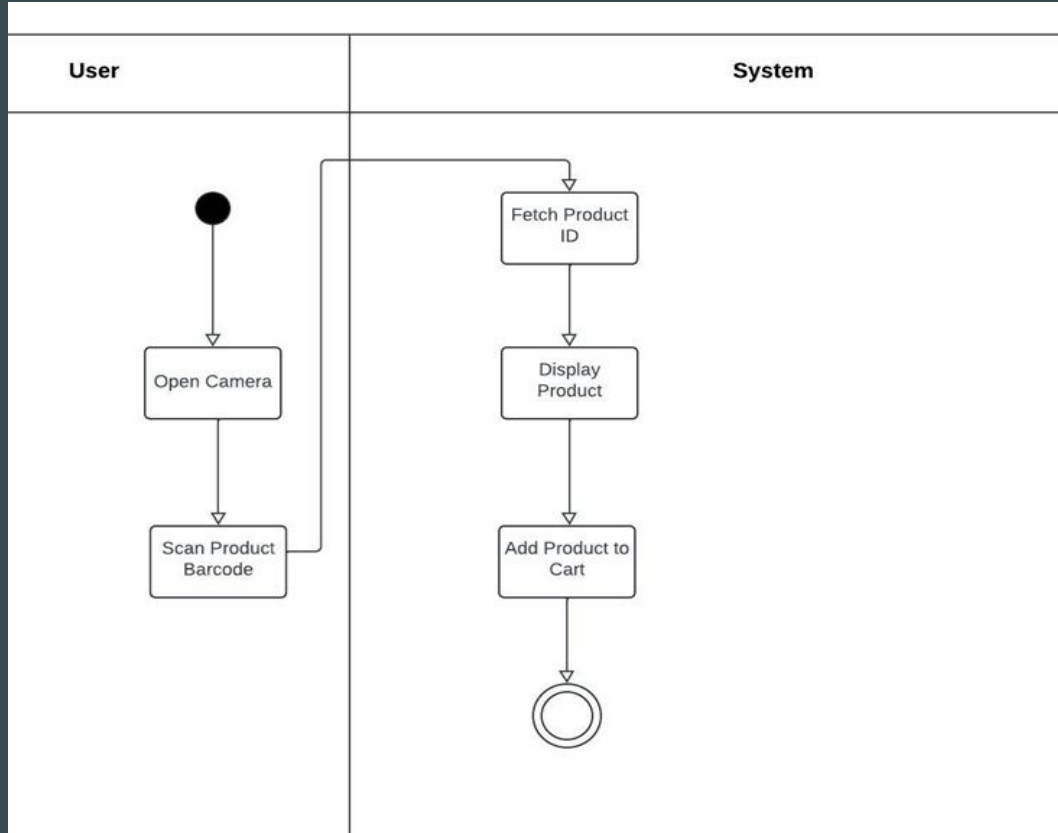 User
System
Open Camera
Scan Product
Barcode
Fetch Product
ID
Display
Product
Add Product to
Cart